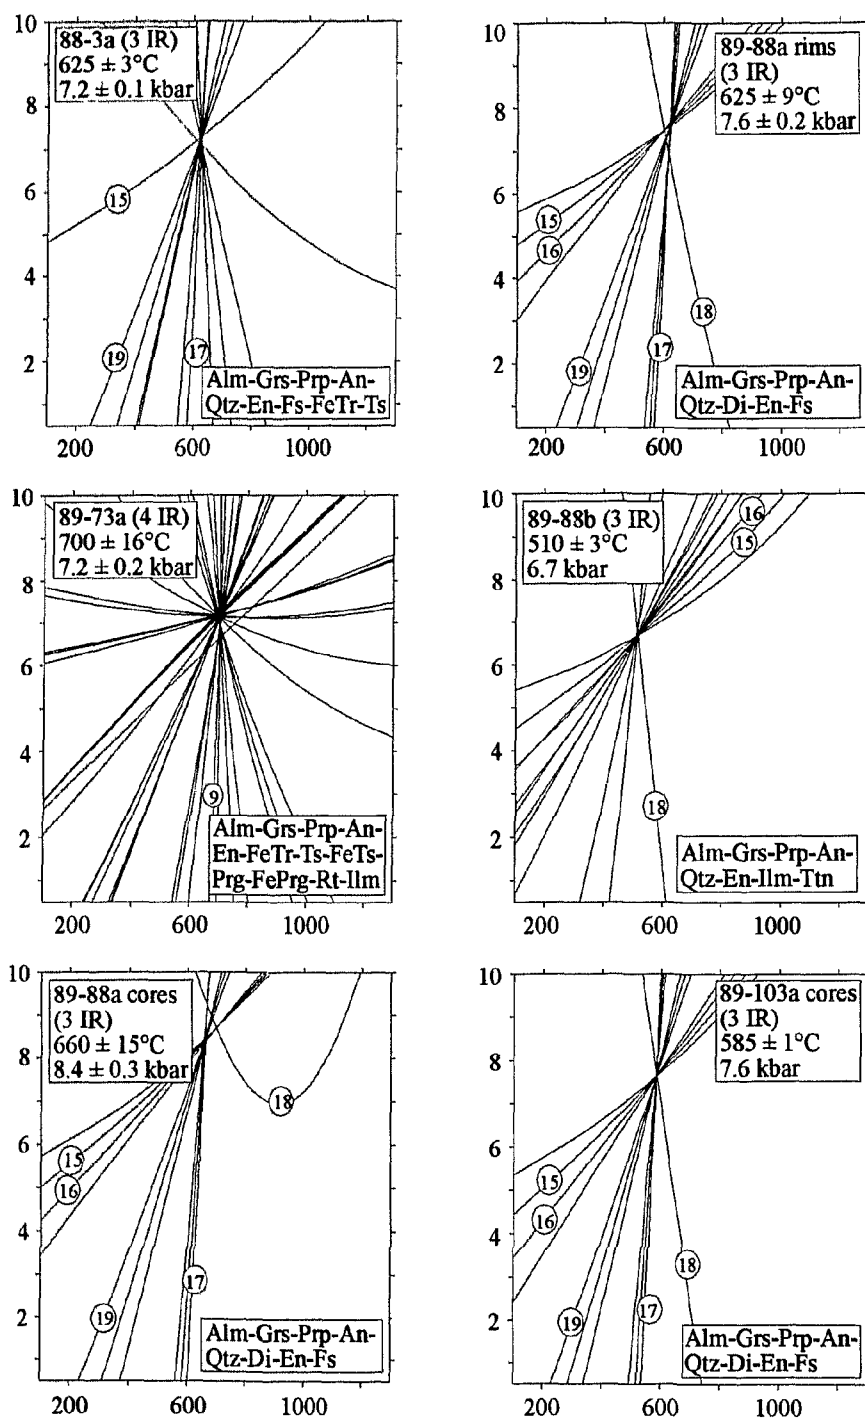 10
8
6
4
2
200
600
1000
88-3a (3 IR)
625 ± 3°C
7.2 ± 0.1 kbar
15
19
17
Alm-Grs-Prp-An-
Qtz-En-Fs-FeTr-Ts
10
8
6
4
2
200
600
1000
89-88a rims
(3 IR)
625 ± 9°C
7.6 ± 0.2 kbar
15
16
18
19
17
Alm-Grs-Prp-An-
Qtz-Di-En-Fs
10
8
6
4
2
200
600
1000
89-73a (4 IR)
700 ± 16°C
7.2 ± 0.2 kbar
9
Alm-Grs-Prp-An-
En-FeTr-Ts-FeTs-
Prg-FePrg-Rt-Ilm
10
8
6
4
2
200
600
1000
89-88b (3 IR)
510 ± 3°C
6.7 kbar
16
15
18
Alm-Grs-Prp-An-
Qtz-En-Ilm-Ttn
10
8
6
4
2
200
600
1000
89-88a cores
(3 IR)
660 ± 15°C
8.4 ± 0.3 kbar
18
15
16
17
19
Alm-Grs-Prp-An-
Qtz-Di-En-Fs
10
8
6
4
2
200
600
1000
89-103a cores
(3 IR)
585 ± 1°C
7.6 kbar
15
16
18
19
17
Alm-Grs-Prp-An-
Qtz-Di-En-Fs